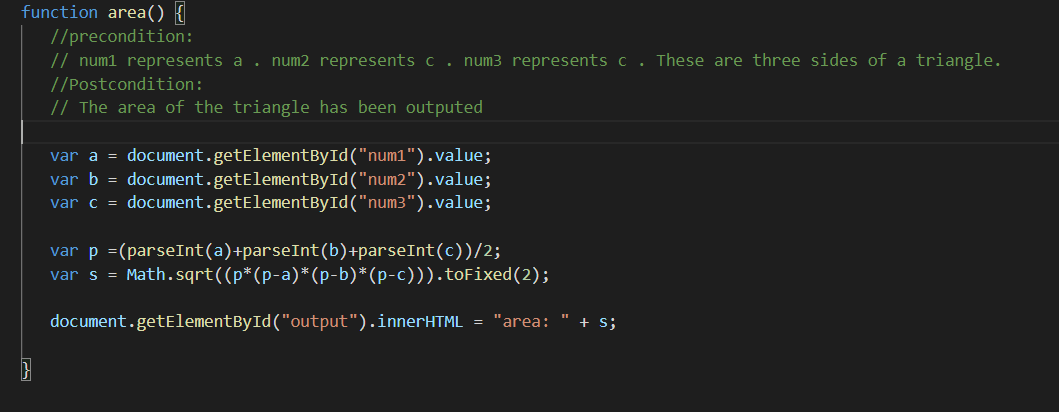 function area() {
//precondition:
// num1 represents a . num2 represents c . num3 represents c . These are three sides of a triangle.
//Postcondition:
// The area of the triangle has been outputed
var a = document.getElementById("num1").value;
var b = document.getElementById("num2").value;
var c = document.getElementById("num3").value;
var p =(parseInt(a)+parseInt(b)+parseInt(c))/2;
var s = Math.sqrt((p*(p-a)*(p-b)*(p-c))).toFixed(2);
document.getElementById("output").innerHTML = "area: " + s;
}